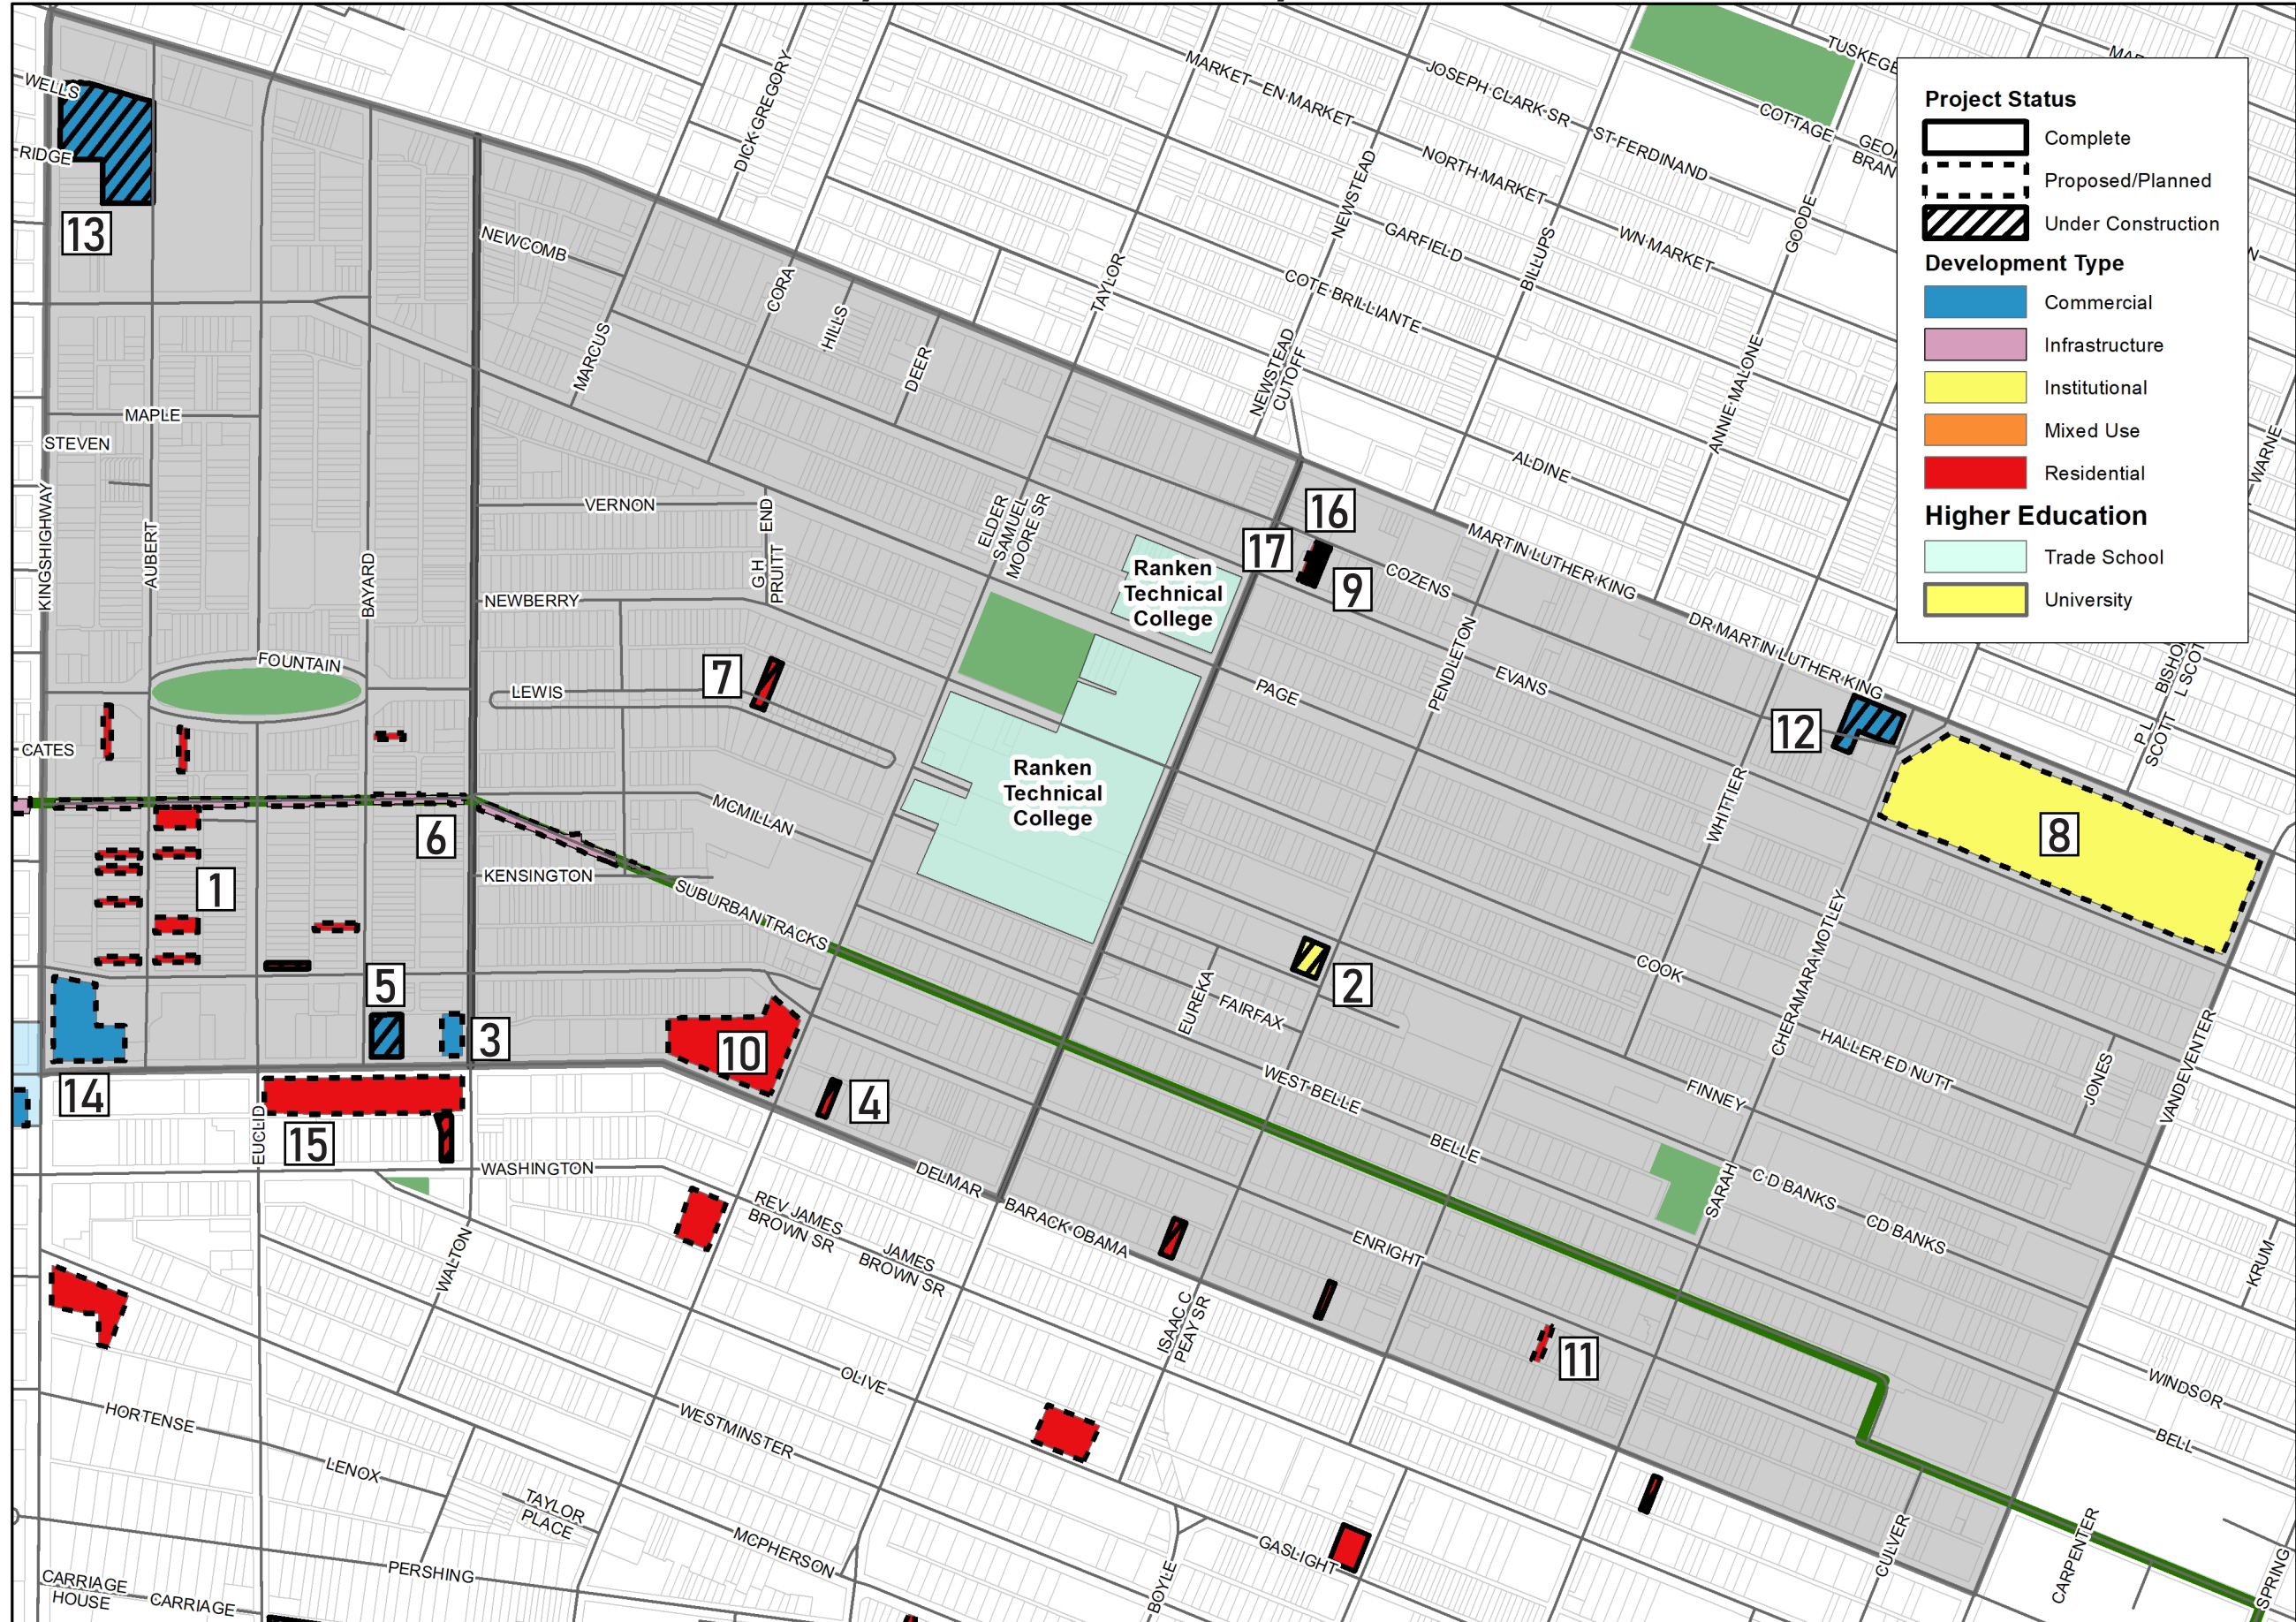 WELLS
RIDGE
13
DICK GREGORY
MARKET
EN MARKET
JOSEPH CLARK SR
ST FERDINAND
NORTH MARKET
NEWSTEAD
GARFIELD
WN MARKET
COTE BRILLIANTE
BILLUPS
GOODE
COTTAGE
Project Status
Complete
Proposed/Planned
Under Construction
Development Type
Commercial
Infrastructure
Institutional
Mixed Use
Residential
Higher Education
Trade School
University
NEWCOMB
MARCUS
CORA
HILLS
DEER
TAYLOR
NEWSTEAD
CUTOFF
ANNIE MALONE
ALDINE
WARNE
MAPLE
STEVEN
KINGSHIGHWAY
AUBERT
BAYARD
VERNON
END
G H
PRUITT
NEWBERRY
ELDER
SAMUEL
MOORE SR
Ranken
Technical
College
16
17
9
COZENS
MARTIN LUTHER KING
DR MARTIN LUTHER KING
FOUNTAIN
LEWIS
7
CATES
PAGE
PENDLETON
EVANS
12
P L
SCOTT
Ranken
Technical
College
8
WHITTIER
6
MCMILLAN
KENSINGTON
1
SUBURBAN TRACKS
5
3
10
14
15
4
2
EUREKA
FAIRFAX
COOK
CHERAMARAMOTLEY
HALLER ED NUTT
JONES
VANDEVENTER
WEST BELLE
BELLE
FINNEY
EUCLID
WASHINGTON
DELMAR
BARACK OBAMA
SARAH
C D BANKS
CD BANKS
REV JAMES
BROWN SR
JAMES
BROWN SR
WALTON
ENRIGHT
ISAAC C
PEAY SR
KRUM
11
OLIVE
WESTMINSTER
HORTENSE
LENOX
TAYLOR
PLACE
WINDSOR
BELL
MCPHERSON
GASLIGHT
BOYLE
CULVER
CARPENTER
SPRING
PERSHING
CARRIAGE
HOUSE
CARRIAGE